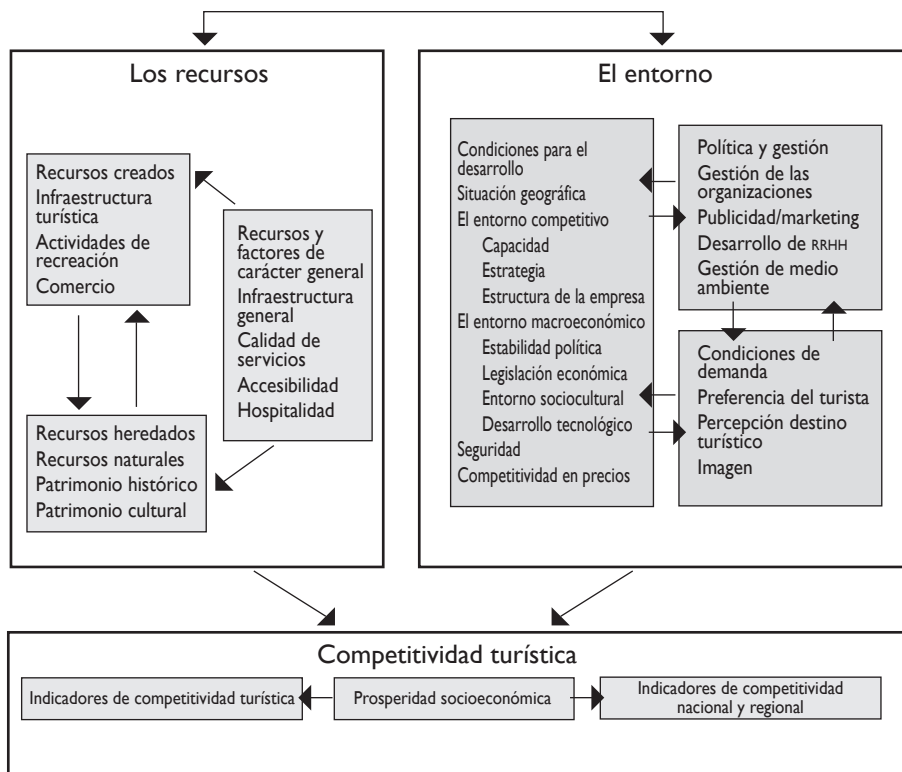 Los recursos
Recursos creados
Infraestructura
turística
Actividades de
recreación
Comercio
Recursos y
factores de
carácter general
Infraestructura
general
Calidad de
servicios
Accesibilidad
Hospitalidad
Recursos heredados
Recursos naturales
Patrimonio histórico
Patrimonio cultural
El entorno
Condiciones para el
desarrollo
Situación geográfica
El entorno competitivo
Capacidad
Estrategia
Estructura de la empresa
El entorno macroeconómico
Estabilidad política
Legislación económica
Entorno sociocultural
Desarrollo tecnológico
Seguridad
Competitividad en precios
Política y gestión
Gestión de las
organizaciones
Publicidad/marketing
Desarrollo de RRHH
Gestión de medio
ambiente
Condiciones de
demanda
Preferencia del turista
Percepción destino
turístico
Imagen
Competitividad turística
Indicadores de competitividad turística
Prosperidad socioeconómica
Indicadores de competitividad
nacional y regional